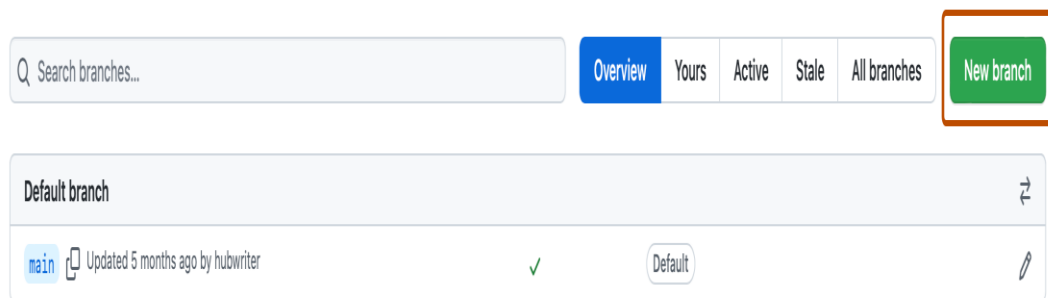 Search branches... Overview Yours Active Stale All branches New branch
Default branch
main Updated 5 months ago by hubwriter Default